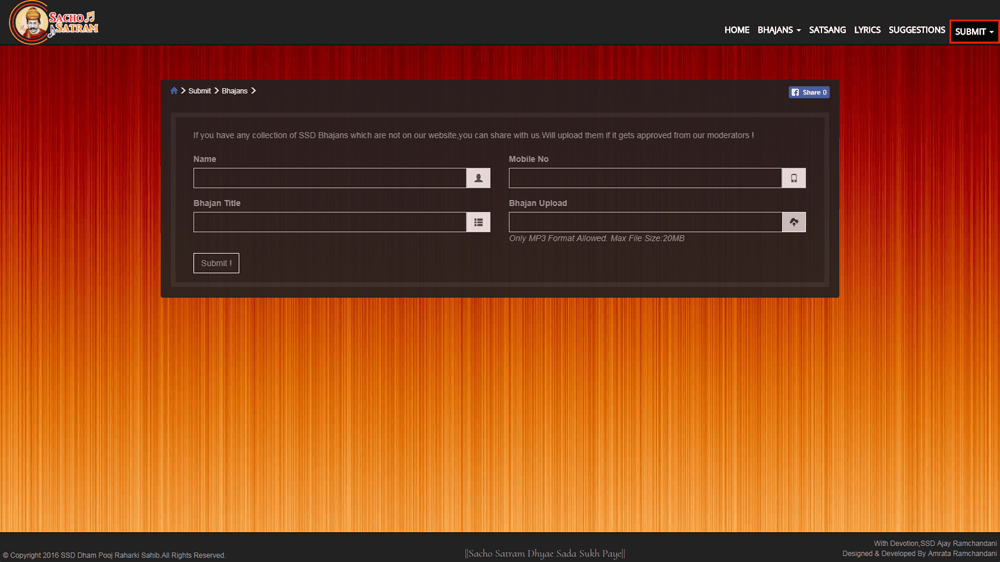 SACHO
SATRAM
HOME BHAJANS SATSANG LYRICS SUGGESTIONS SUBMIT
Submit Bhajans
Share 0
If you have any collection of SSD Bhajans which are not on our website,you can share with us.Will upload them if it gets approved from our moderators !
Name Mobile No
Bhajan Title Bhajan Upload
Only MP3 Format Allowed. Max File Size:20MB
Submit !
© Copyright 2016 SSD Dham Pooj Raharki Sahib.All Rights Reserved.
||Sacho Satram Dhyae Sada Sukh Paye||
With Devotion,SSD Ajay Ramchandani
Designed & Developed By Amrata Ramchandani